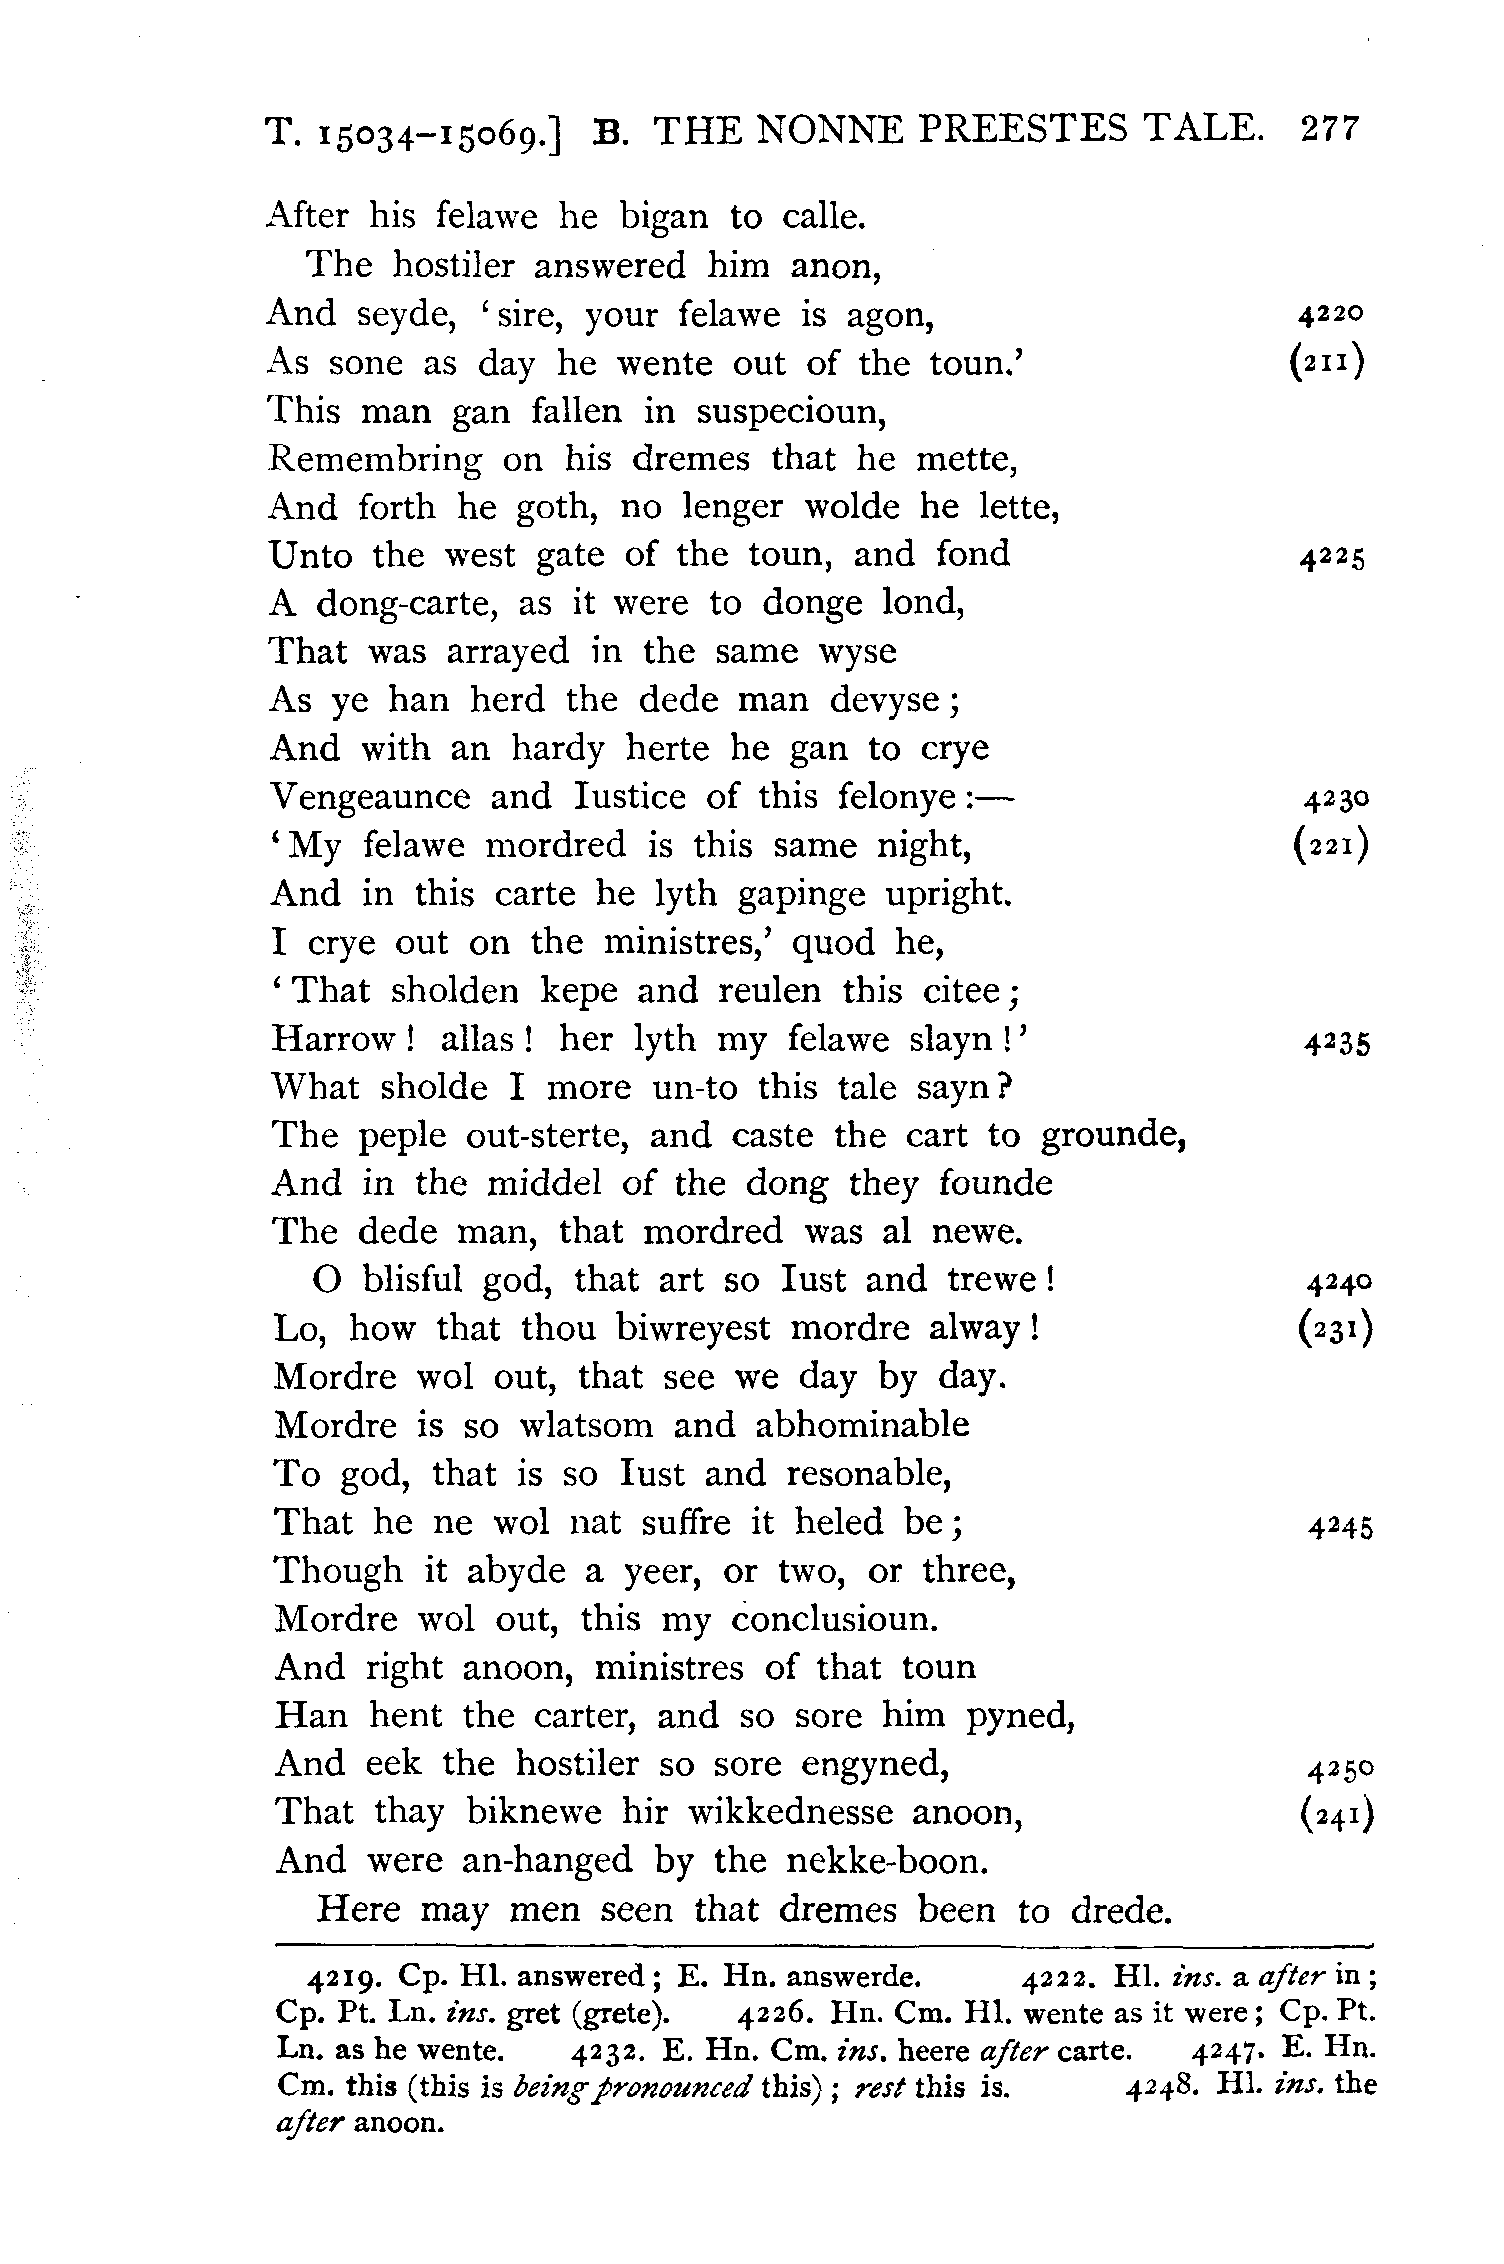 T. 15034–15069.] B. THE NONNE PREESTES TALE. 277
After his felawe he bigan to calle.
The hostiler answered him anon,
And seyde, ‘sire, your felawe is agon, 4220
As sone as day he wente out of the toun.’ (211)
This man gan fallen in suspecioun,
Remembring on his dremes that he mette,
And forth he goth, no lenger wolde he lette,
Unto the west gate of the toun, and fond 4225
A dong-carte, as it were to donge lond,
That was arrayed in the same wyse
As ye han herd the dede man devyse;
And with an hardy herte he gan to crye
Vengeaunce and Iustice of this felonye:— 4230
‘My felawe mordred is this same night, (221)
And in this carte he lyth gapinge upright.
I crye out on the ministres,’ quod he,
‘That sholden kepe and reulen this citee;
Harrow! allas! her lyth my felawe slayn!’ 4235
What sholde I more un-to this tale sayn?
The peple out-sterte, and caste the cart to grounde,
And in the middel of the dong they founde
The dede man, that mordred was al newe.
O blisful god, that art so Iust and trewe! 4240
Lo, how that thou biwreyest mordre alway! (231)
Mordre wol out, that see we day by day.
Mordre is so wlatsom and abhominable
To god, that is so Iust and resonable,
That he ne wol nat suffre it heled be; 4245
Though it abyde a yeer, or two, or three,
Mordre wol out, this my conclusioun.
And right anoon, ministres of that toun
Han hent the carter, and so sore him pyned,
And eek the hostiler so sore engyned, 4250
That thay biknewe hir wikkednesse anoon, (241)
And were an-hanged by the nekke-boon.
Here may men seen that dremes been to drede.
4219. Cp. Hl. answered; E. Hn. answerde. 4222. Hl. ins. a after in;
Cp. Pt. Ln. ins. gret (grete). 4226. Hn. Cm. Hl. wente as it were; Cp. Pt.
Ln. as he wente. 4232. E. Hn. Cm. ins. heere after carte. 4247. E. Hn.
Cm. this (this is being pronounced this); rest this is. 4248. Hl. ins. the
after anoon.